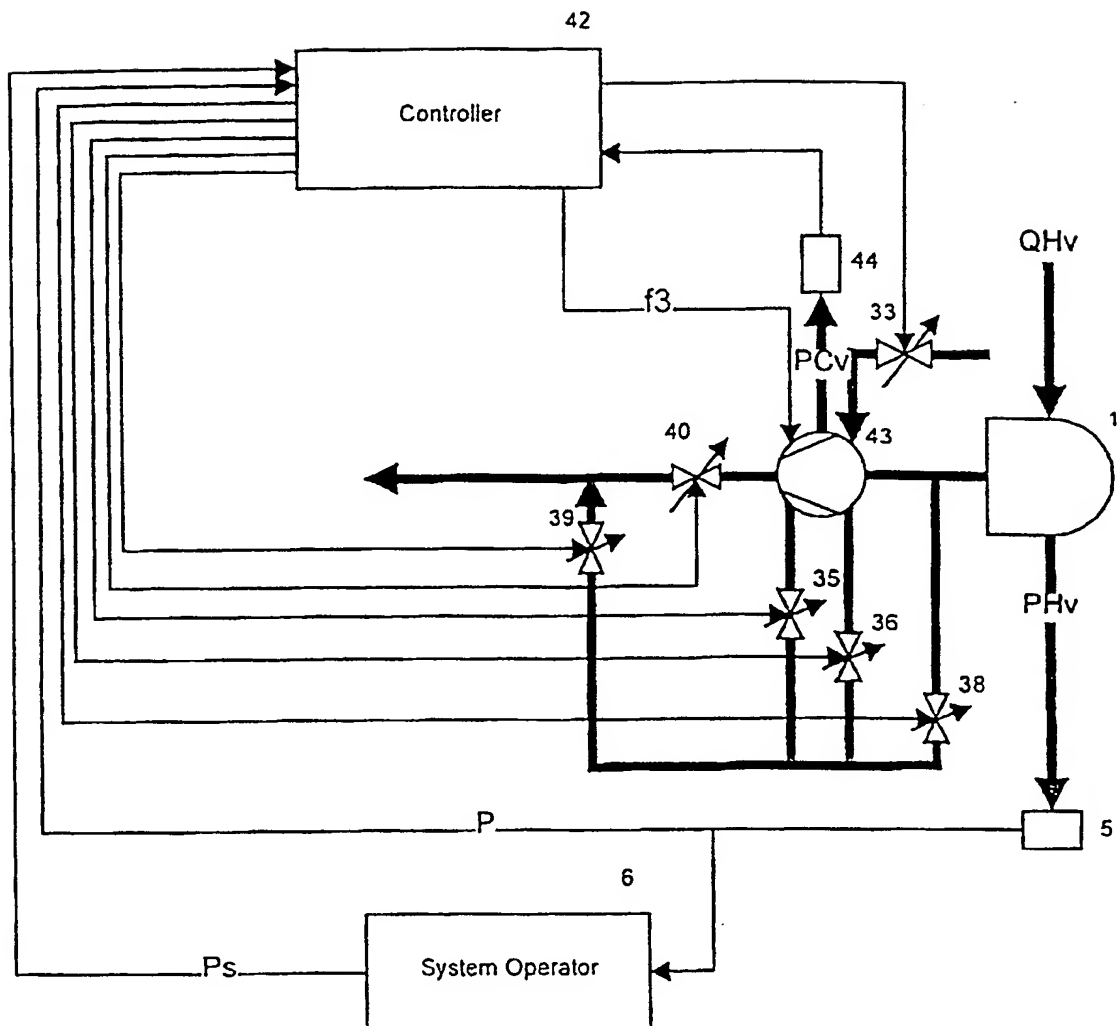 42
Controller
QHv
44
f3
33
PCv
1
40
43
39
35
PHv
36
38
P
5
6
Ps
System Operator